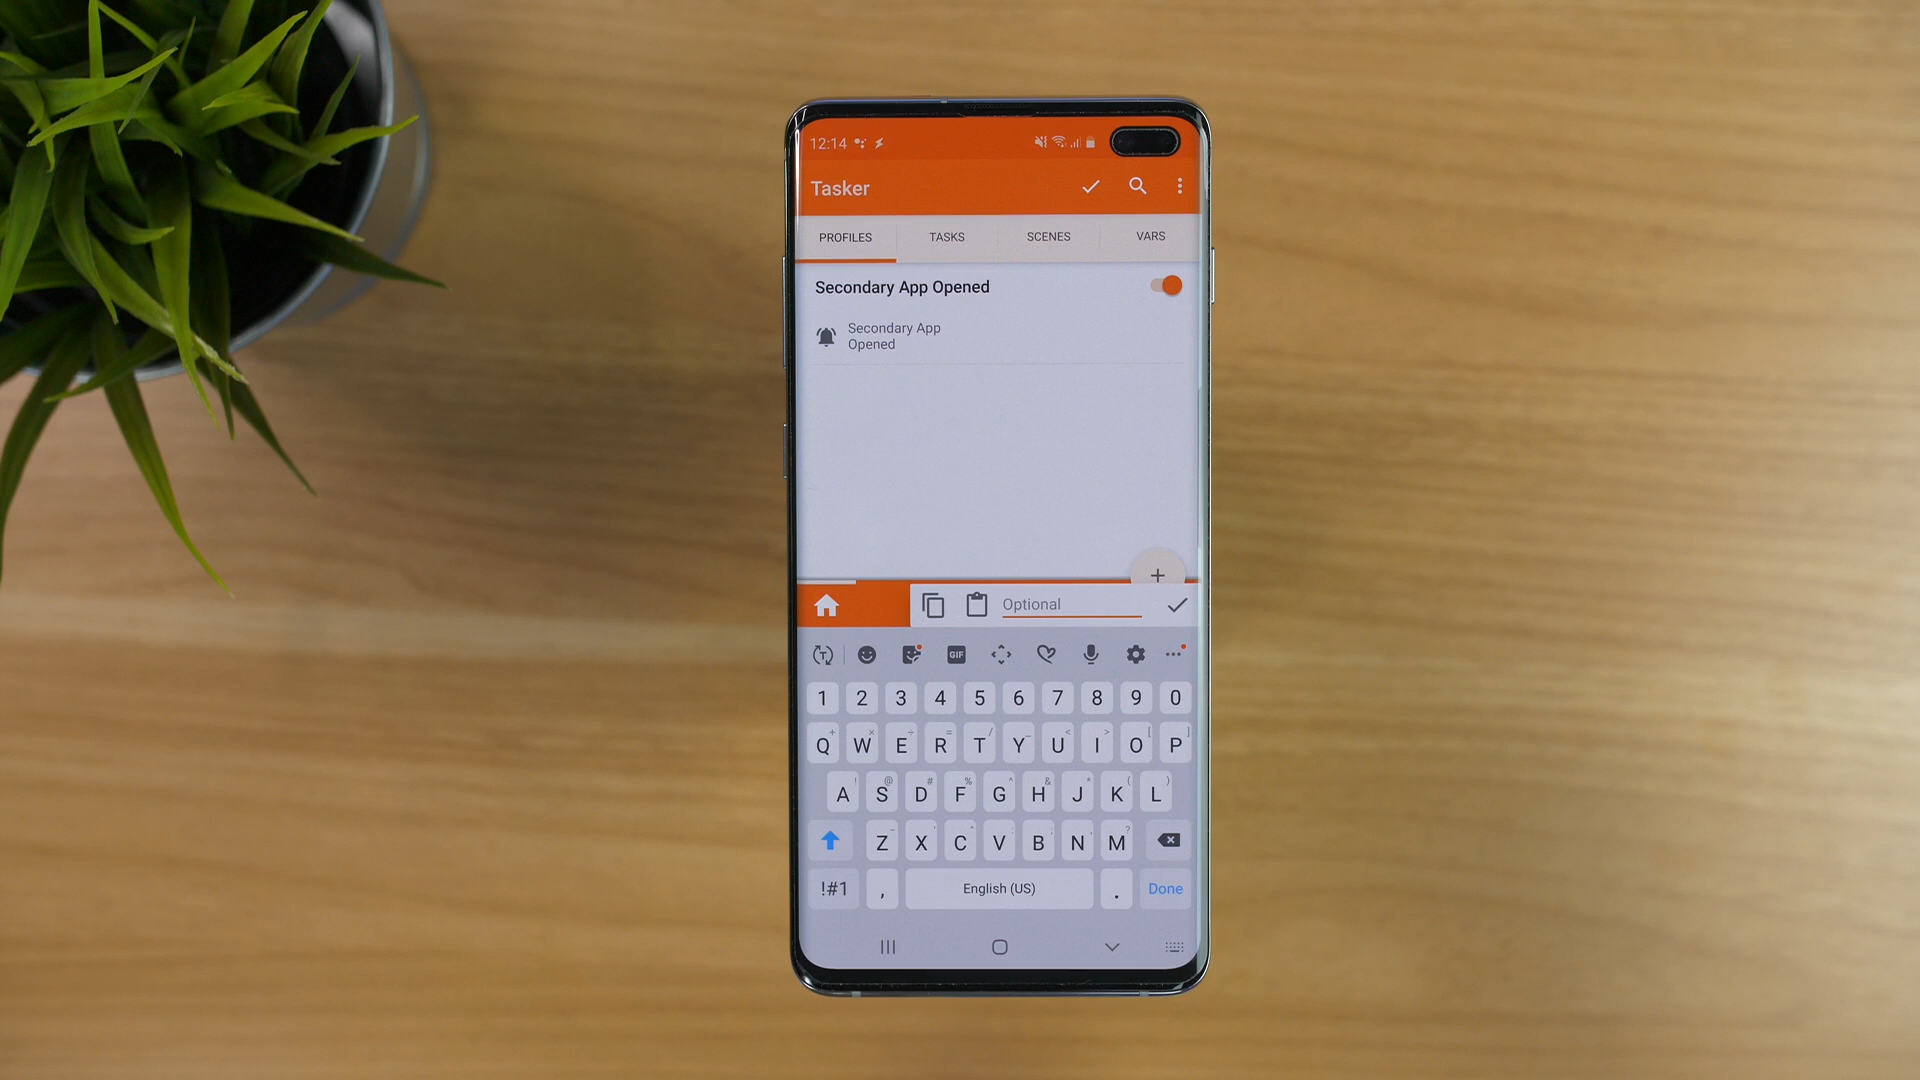 12:14
Tasker
PROFILES TASKS SCENES VARS
Secondary App Opened
Secondary App
Opened
+
Optional
GIF
1 2 3 4 5 6 7 8 9 0
Q W E R T Y U I O P
A S D F G H J K L
Z X C V B N M
!#1 , English (US) . Done